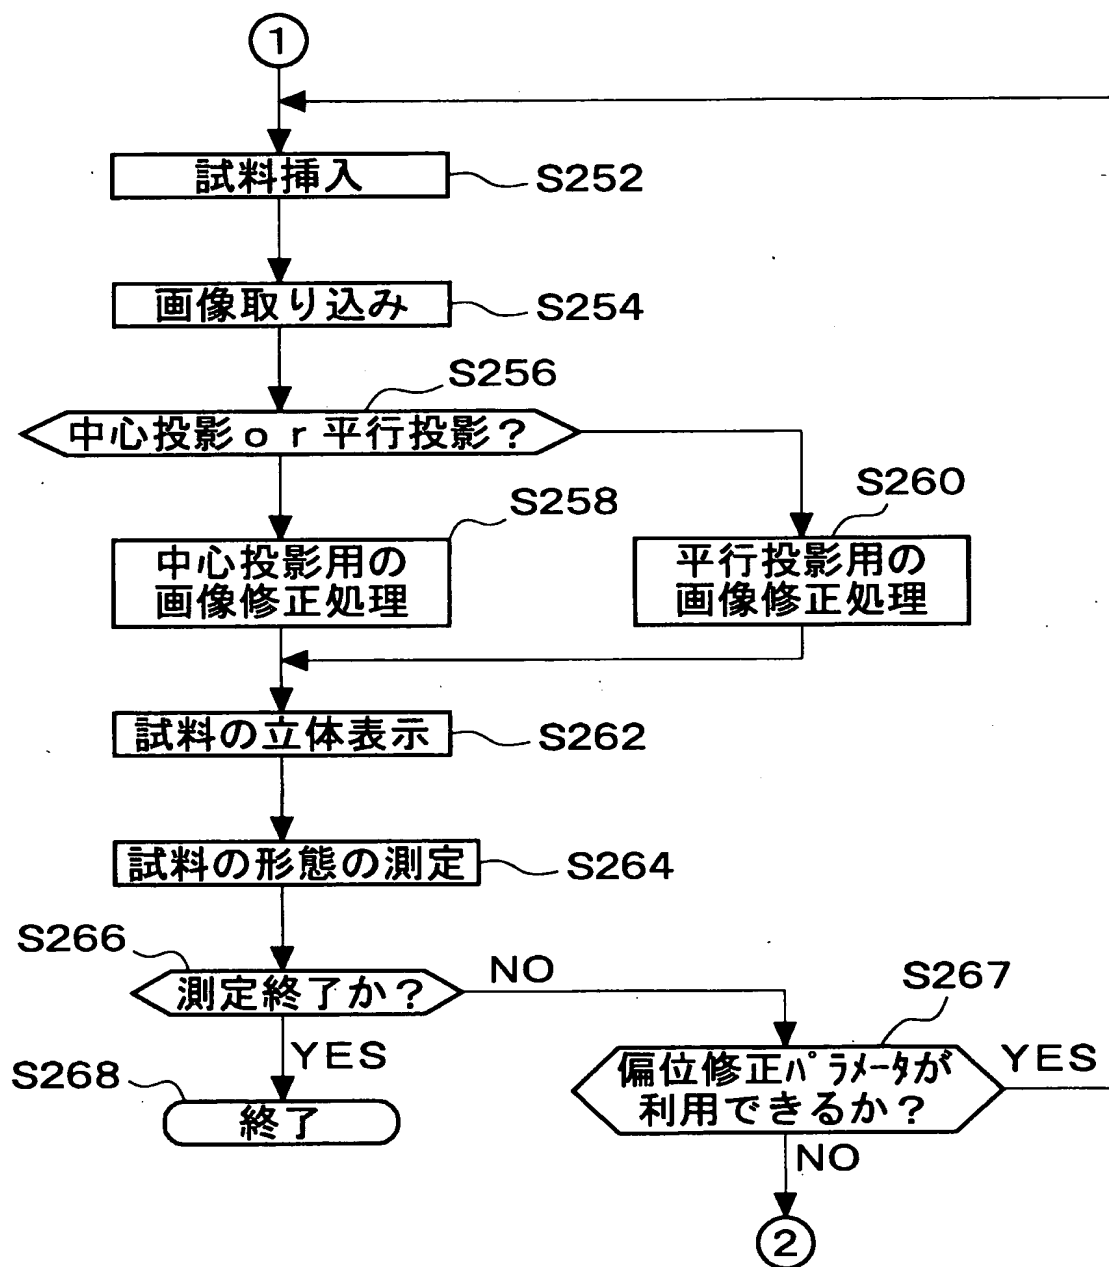 1
試料挿入
S252
画像取り込み
S254
S256
中心投影or平行投影?
S258
中心投影用の
画像修正処理
S260
平行投影用の
画像修正処理
試料の立体表示
S262
試料の形態の測定
S264
S266
測定終了か?
NO
YES
S267
偏位修正パラメータが
利用できるか?
YES
NO
S268
終了
2